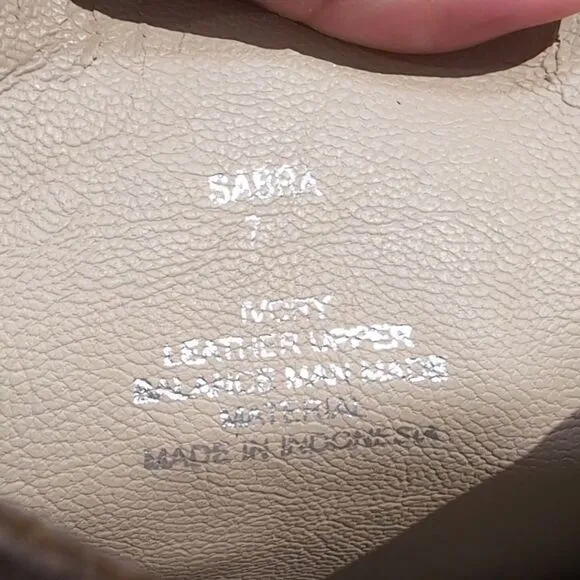 SABRA
7
IVORY
LEATHER UPPER
BALANCE MAN MADE
MATERIAL
MADE IN INDONESIA